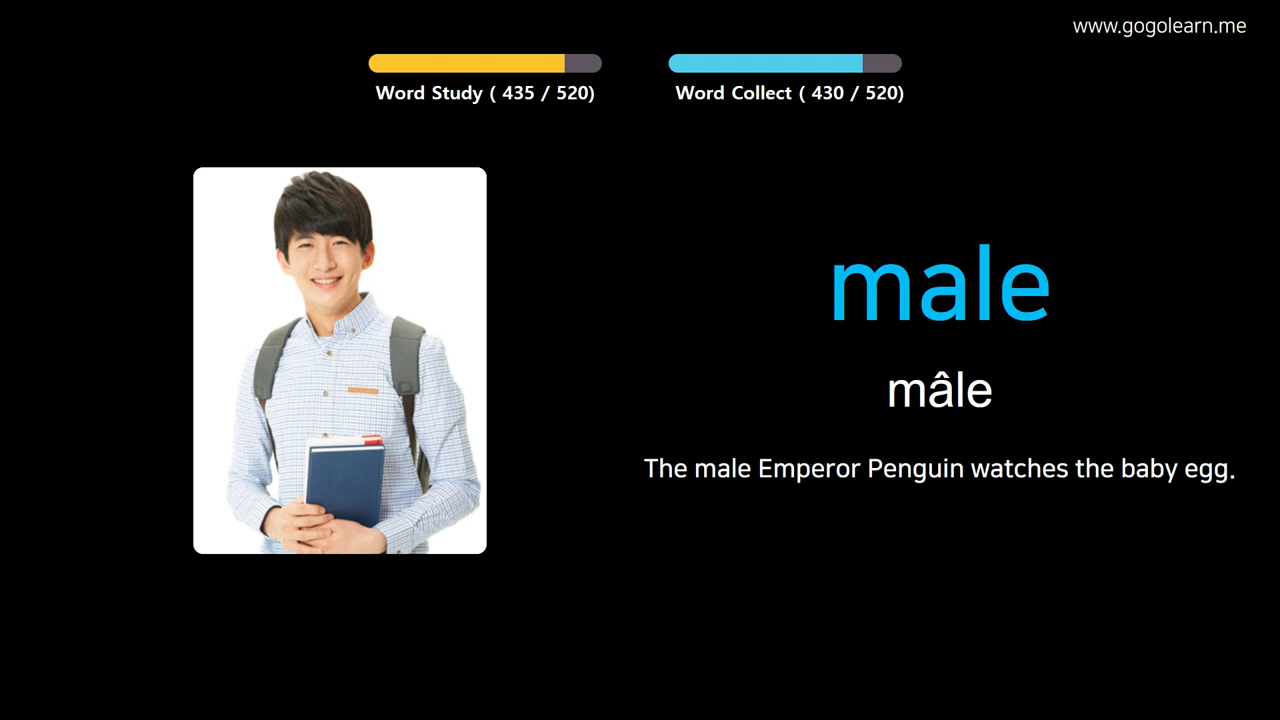 www.gogolearn.me
Word Study ( 435 / 520)
Word Collect ( 430 / 520)
male
mâle
The male Emperor Penguin watches the baby egg.